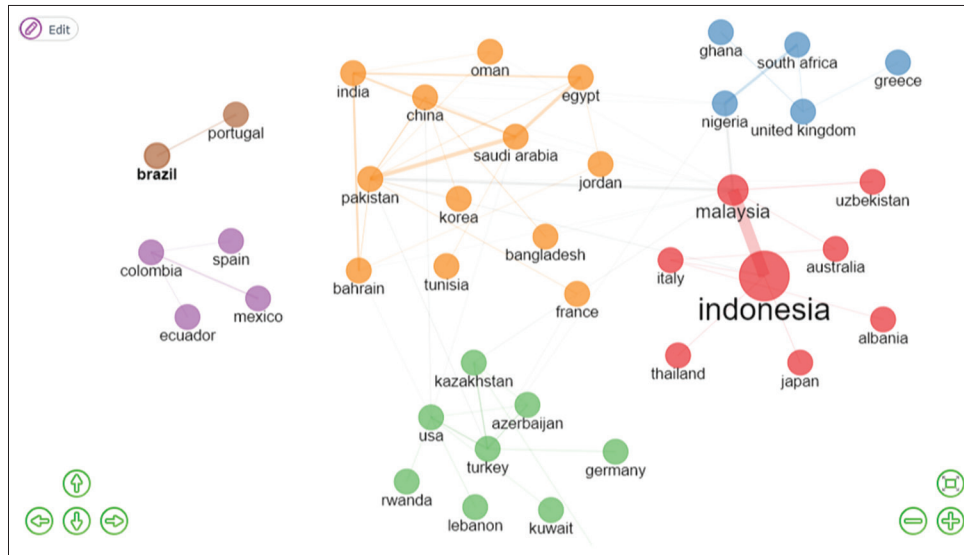 Edit
ghana
south africa
oman
greece
india
egypt
china
nigeria
united kingdom
portugal
saudi arabia
brazil
jordan
pakistan
uzbekistan
malaysia
korea
bangladesh
spain
colombia
australia
italy
tunisia
bahrain
indonesia
france
mexico
ecuador
albania
thailand
japan
kazakhstan
azerbaijan
usa
turkey
germany
rwanda
lebanon
kuwait